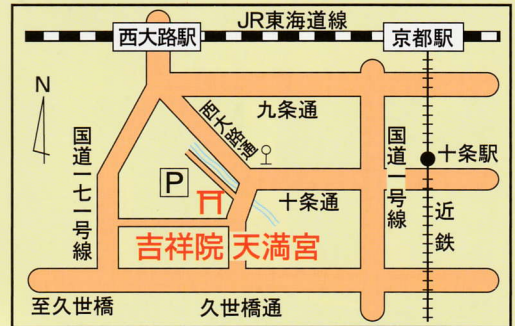 JR東海道線
西大路駅
京都駅
N
九条通
西大路通
国道一七一号線
国道一号線
十条駅
P
十条通
近鉄
吉祥院天満宮
至久世橋
久世橋通